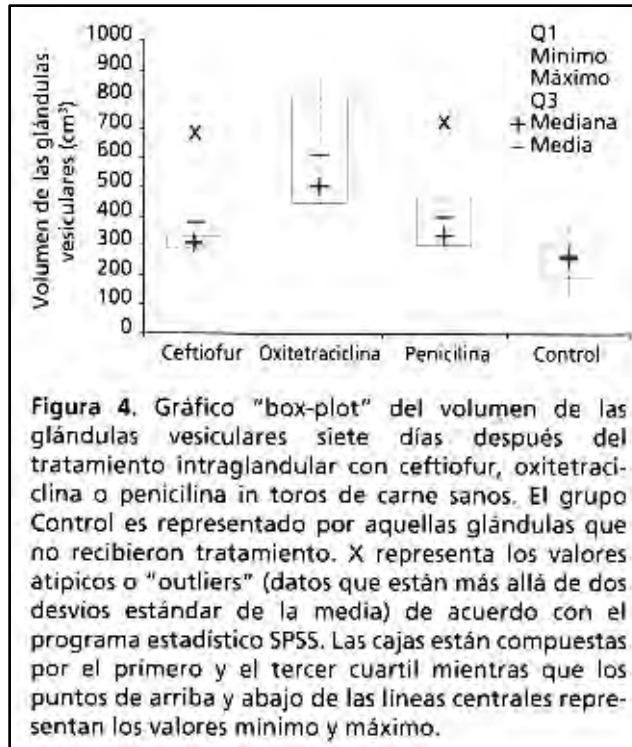 Volumen de las glándulas
vesiculares (cm³)
1000
900
800
700
600
500
400
300
200
100
0
Q1
Minimo
Máximo
Q3
+ Mediana
– Media
X
X
Ceftiofur Oxitetraciclina Penicilina Control
Figura 4. Gráfico "box-plot" del volumen de las
glándulas vesiculares siete días después del
tratamiento intraglandular con ceftiofur, oxitetraci-
clina o penicilina in toros de carne sanos. El grupo
Control es representado por aquellas glándulas que
no recibieron tratamiento. X representa los valores
atipicos o "outliers" (datos que están más allá de dos
desvios estándar de la media) de acuerdo con el
programa estadístico SPSS. Las cajas están compuestas
por el primero y el tercer cuartil mientras que los
puntos de arriba y abajo de las lineas centrales repre-
sentan los valores minimo y máximo.